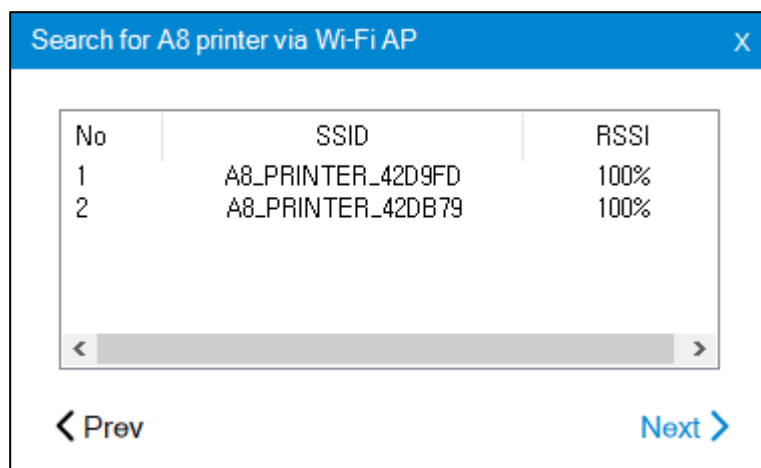 Search for A8 printer via Wi-Fi AP X
No SSID RSSI
1 A8_PRINTER_42D9FD 100%
2 A8_PRINTER_42DB79 100%
Prev Next